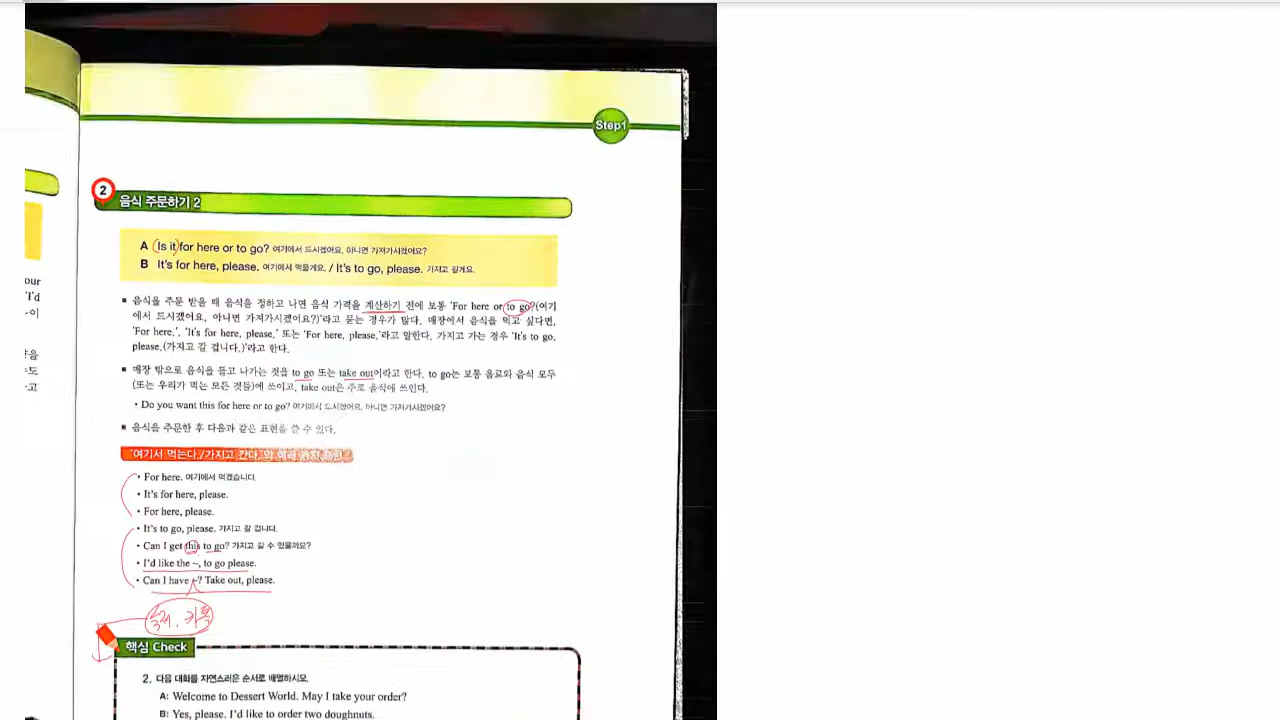 Step1
2
음식 주문하기 2
A Is it for here or to go? 여기에서 드시겠어요, 아니면 가져가시겠어요?
B It's for here, please. 여기에서 먹을게요. / It's to go, please. 가지고 갈게요.
our
I'd
■ 음식을 주문 받을 때 음식을 정하고 나면 음식 가격을 계산하기 전에 보통 'For here or to go?(여기
에서 드시겠어요, 아니면 가져가시겠어요?)'라고 묻는 경우가 많다. 매장에서 음식을 먹고 싶다면,
'For here.', 'It's for here, please,' 또는 'For here, please,'라고 말한다. 가지고 가는 경우 'It's to go,
please.(가지고 갈 겁니다.)'라고 한다.
■ 매장 밖으로 음식을 들고 나가는 것을 to go 또는 take out이라고 한다. to go는 보통 음료와 음식 모두
(또는 우리가 먹는 모든 것들)에 쓰이고, take out은 주로 음식에 쓰인다.
• Do you want this for here or to go? 여기에서 드시겠어요, 아니면 가져가시겠어요?
■ 음식을 주문한 후 다음과 같은 표현을 쓸 수 있다.
'여기서 먹는다./가지고 간다.'의 여러 가지 표현
• For here. 여기에서 먹겠습니다.
• It's for here, please.
• For here, please.
• It's to go, please. 가지고 갈 겁니다.
• Can I get this to go? 가지고 갈 수 있을까요?
• I'd like the ~, to go please.
• Can I have ~? Take out, please.
핵심 Check
2. 다음 대화를 자연스러운 순서로 배열하시오.
A: Welcome to Dessert World. May I take your order?
B: Yes, please. I'd like to order two doughnuts.